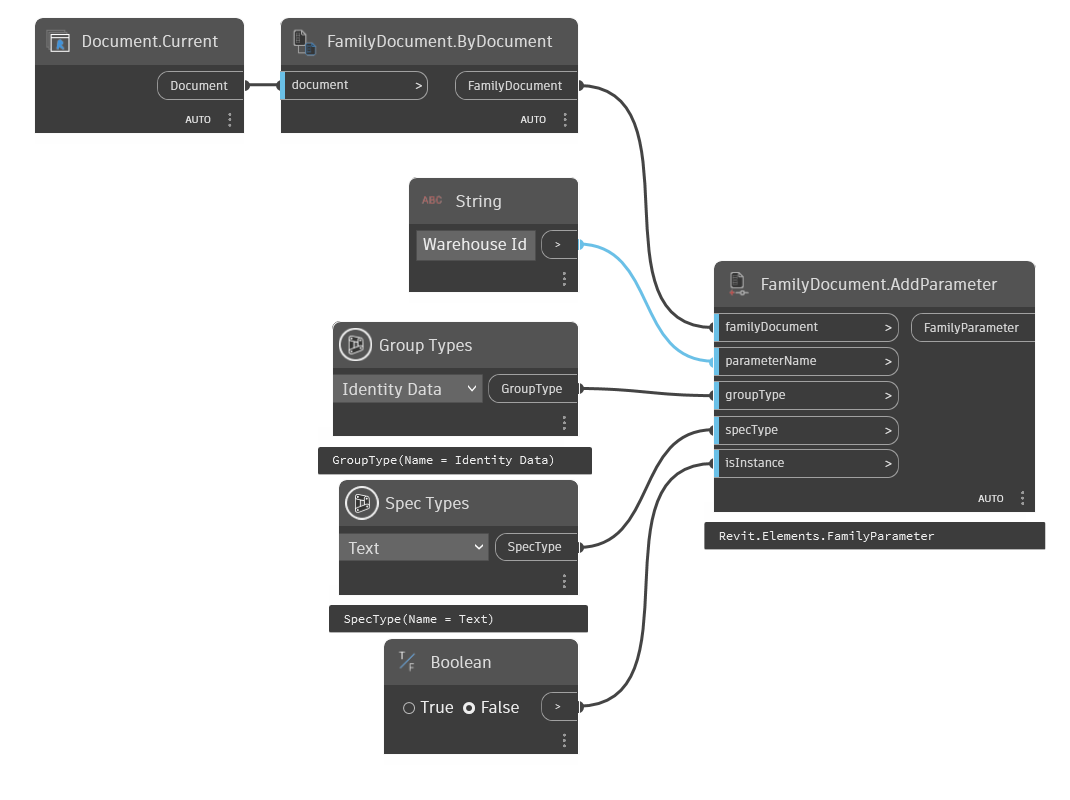 Document.Current
Document
AUTO
FamilyDocument.ByDocument
document >
FamilyDocument
AUTO
ABC String
Warehouse Id >
Group Types
Identity Data GroupType
GroupType(Name = Identity Data)
Spec Types
Text SpecType
SpecType(Name = Text)
T/F Boolean
True False >
FamilyDocument.AddParameter
familyDocument > FamilyParameter
parameterName >
groupType >
specType >
isInstance >
AUTO
Revit.Elements.FamilyParameter